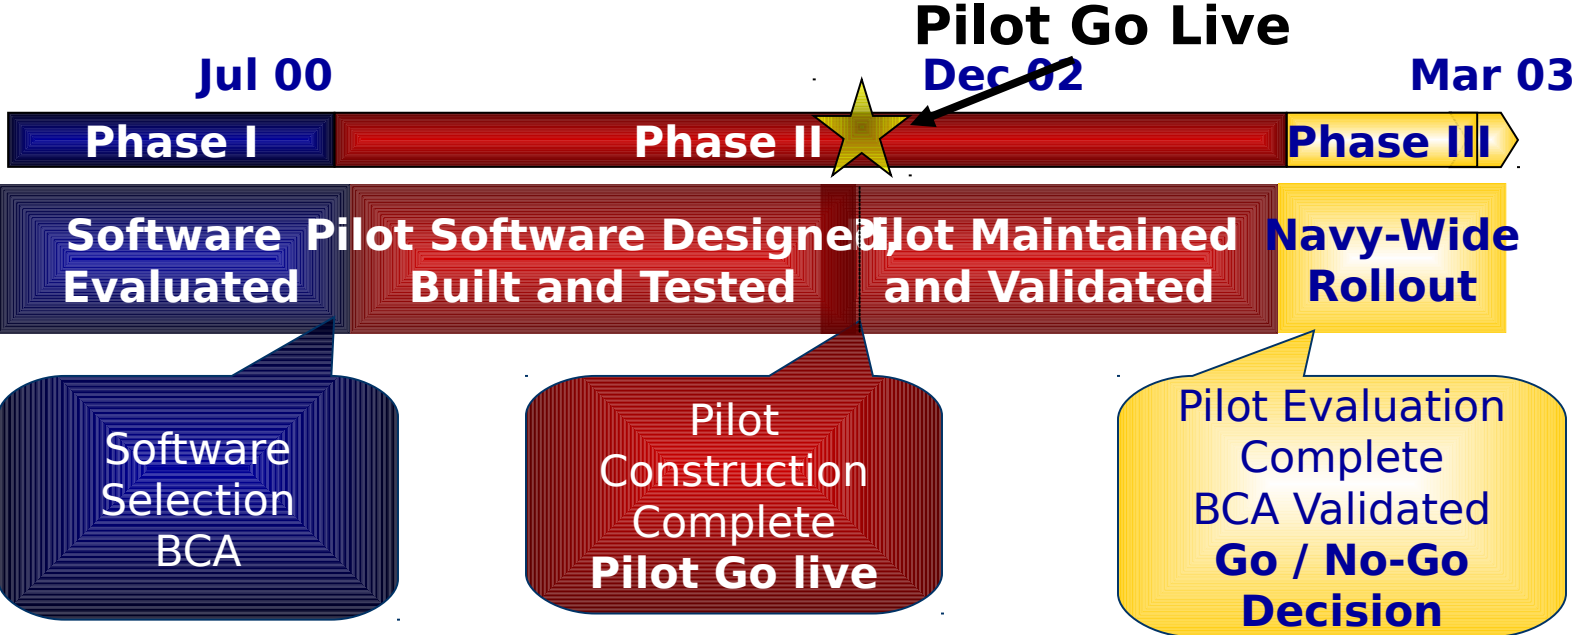 Pilot Go Live
Jul 00
Dec 02
Mar 03
Phase I
Phase II
Phase III
Software
Evaluated
Pilot Software Designed,
Built and Tested
Pilot Maintained
and Validated
Navy-Wide
Rollout
Software
Selection
BCA
Pilot
Construction
Complete
Pilot Go live
Pilot Evaluation
Complete
BCA Validated
Go / No-Go
Decision